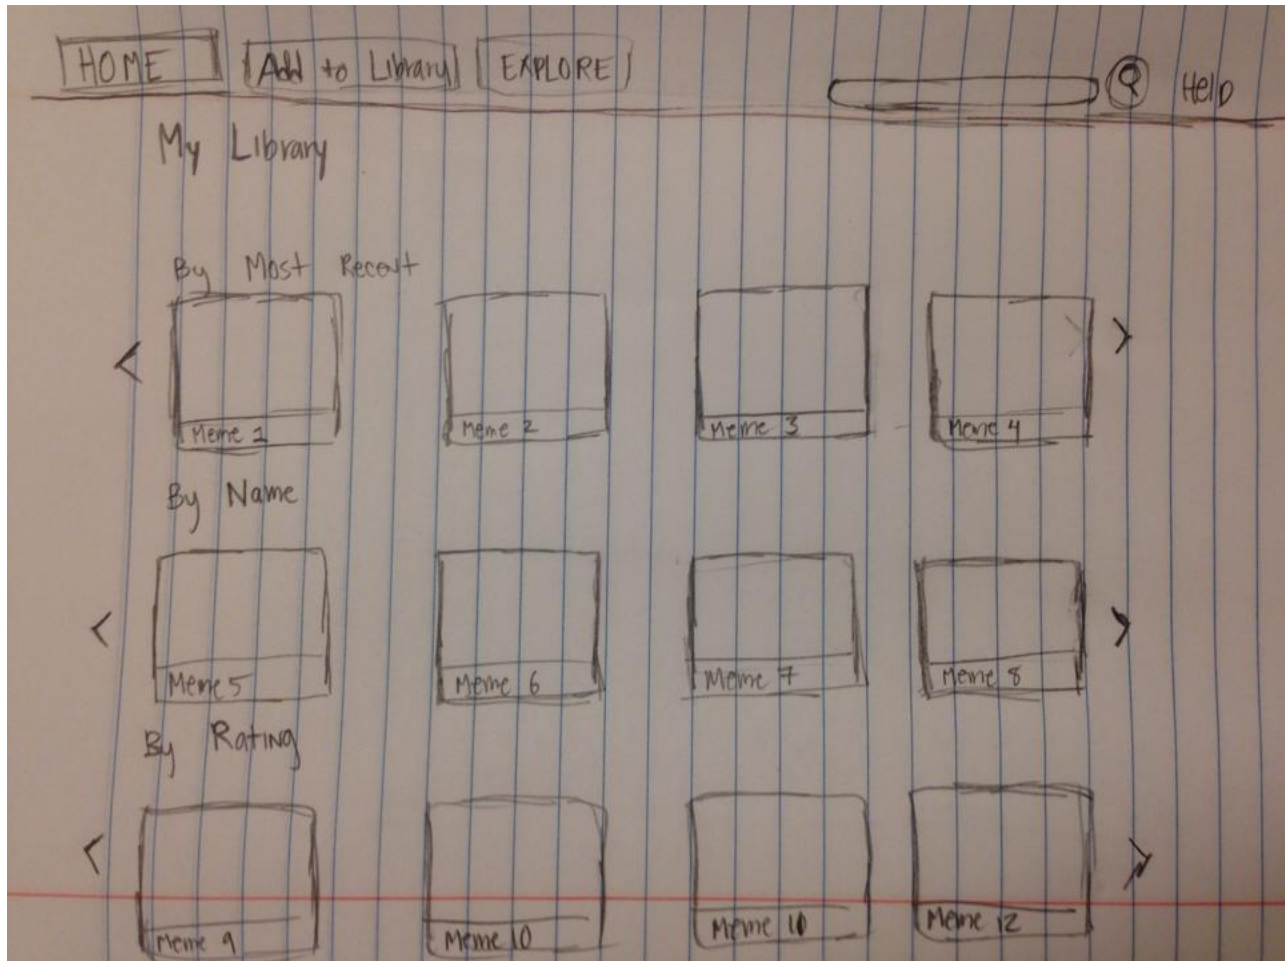 HOME Add to Library EXPLORE Help
My Library
By Most Recent
Meme 1 Meme 2 Meme 3 Meme 4
By Name
Meme 5 Meme 6 Meme 7 Meme 8
By Rating
Meme 9 Meme 10 Meme 10 Meme 12